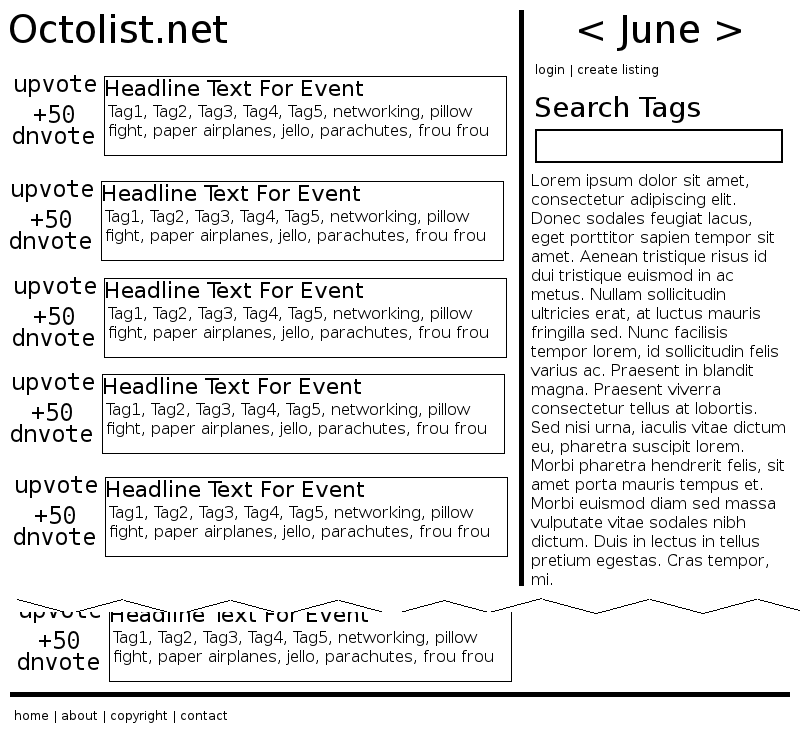 Octolist.net
upvote
+50
dnvote
Headline Text For Event
Tag1, Tag2, Tag3, Tag4, Tag5, networking, pillow
fight, paper airplanes, jello, parachutes, frou frou
upvote
+50
dnvote
Headline Text For Event
Tag1, Tag2, Tag3, Tag4, Tag5, networking, pillow
fight, paper airplanes, jello, parachutes, frou frou
upvote
+50
dnvote
Headline Text For Event
Tag1, Tag2, Tag3, Tag4, Tag5, networking, pillow
fight, paper airplanes, jello, parachutes, frou frou
upvote
+50
dnvote
Headline Text For Event
Tag1, Tag2, Tag3, Tag4, Tag5, networking, pillow
fight, paper airplanes, jello, parachutes, frou frou
upvote
+50
dnvote
Headline Text For Event
Tag1, Tag2, Tag3, Tag4, Tag5, networking, pillow
fight, paper airplanes, jello, parachutes, frou frou
upvote
+50
dnvote
Headline Text For Event
Tag1, Tag2, Tag3, Tag4, Tag5, networking, pillow
fight, paper airplanes, jello, parachutes, frou frou
< June >
login | create listing
Search Tags
Lorem ipsum dolor sit amet,
consectetur adipiscing elit.
Donec sodales feugiat lacus,
eget porttitor sapien tempor sit
amet. Aenean tristique risus id
dui tristique euismod in ac
metus. Nullam sollicitudin
ultricies erat, at luctus mauris
fringilla sed. Nunc facilisis
tempor lorem, id sollicitudin felis
varius ac. Praesent in blandit
magna. Praesent viverra
consectetur tellus at lobortis.
Sed nisi urna, iaculis vitae dictum
eu, pharetra suscipit lorem.
Morbi pharetra hendrerit felis, sit
amet porta mauris tempus et.
Morbi euismod diam sed massa
vulputate vitae sodales nibh
dictum. Duis in lectus in tellus
pretium egestas. Cras tempor,
mi.
home | about | copyright | contact